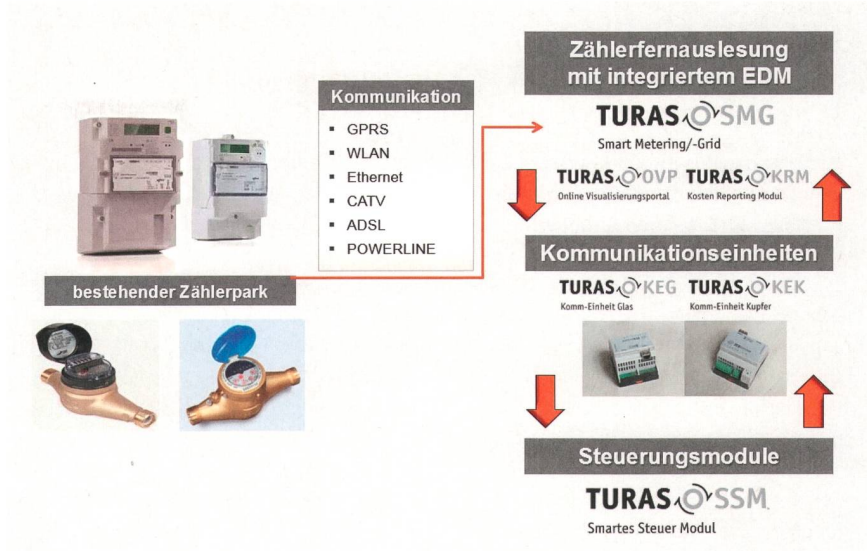 Zählerfernauslesung
mit integriertem EDM
TURAS SMG
Smart Metering/-Grid
TURAS OVP TURAS KRM
Online Visualisierungsportal Kosten Reporting Modul
Kommunikation
▪ GPRS
▪ WLAN
▪ Ethernet
▪ CATV
▪ ADSL
▪ POWERLINE
bestehender Zählerpark
Kommunikationseinheiten
TURAS KEG TURAS KEK
Komm-Einheit Glas Komm-Einheit Kupfer
Steuerungsmodule
TURAS SSM
Smartes Steuer Modul